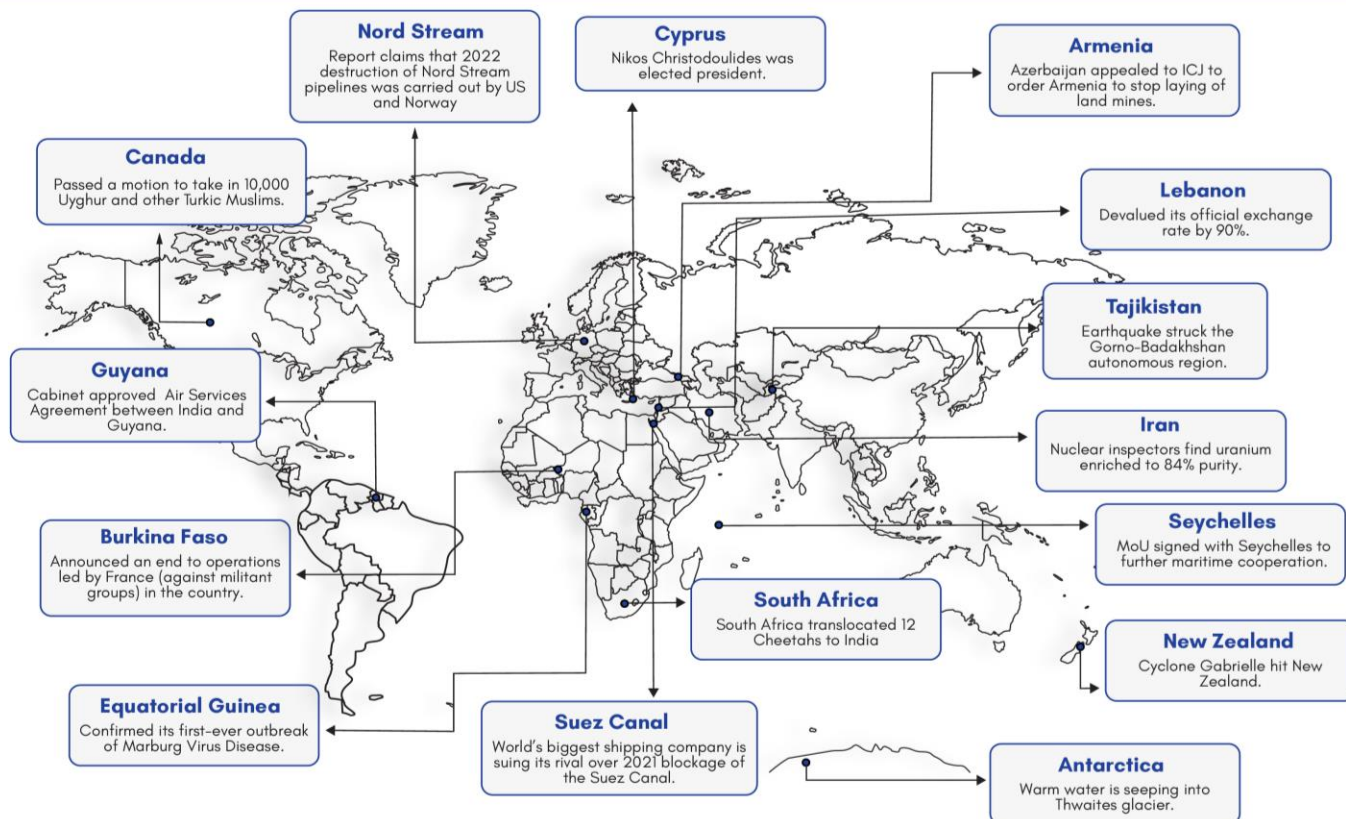 Nord Stream
Report claims that 2022
destruction of Nord Stream
pipelines was carried out by US
and Norway
Cyprus
Nikos Christodoulides was
elected president.
Armenia
Azerbaijan appealed to ICJ to
order Armenia to stop laying of
land mines.
Canada
Passed a motion to take in 10,000
Uyghur and other Turkic Muslims.
Lebanon
Devalued its official exchange
rate by 90%.
Tajikistan
Earthquake struck the
Gorno-Badakhshan
autonomous region.
Guyana
Cabinet approved Air Services
Agreement between India and
Guyana.
Iran
Nuclear inspectors find uranium
enriched to 84% purity.
Burkina Faso
Announced an end to operations
led by France (against militant
groups) in the country.
Seychelles
MoU signed with Seychelles to
further maritime cooperation.
South Africa
South Africa translocated 12
Cheetahs to India
New Zealand
Cyclone Gabrielle hit New
Zealand.
Equatorial Guinea
Confirmed its first-ever outbreak
of Marburg Virus Disease.
Suez Canal
World's biggest shipping company is
suing its rival over 2021 blockage
of the Suez Canal.
Antarctica
Warm water is seeping into
Thwaites glacier.